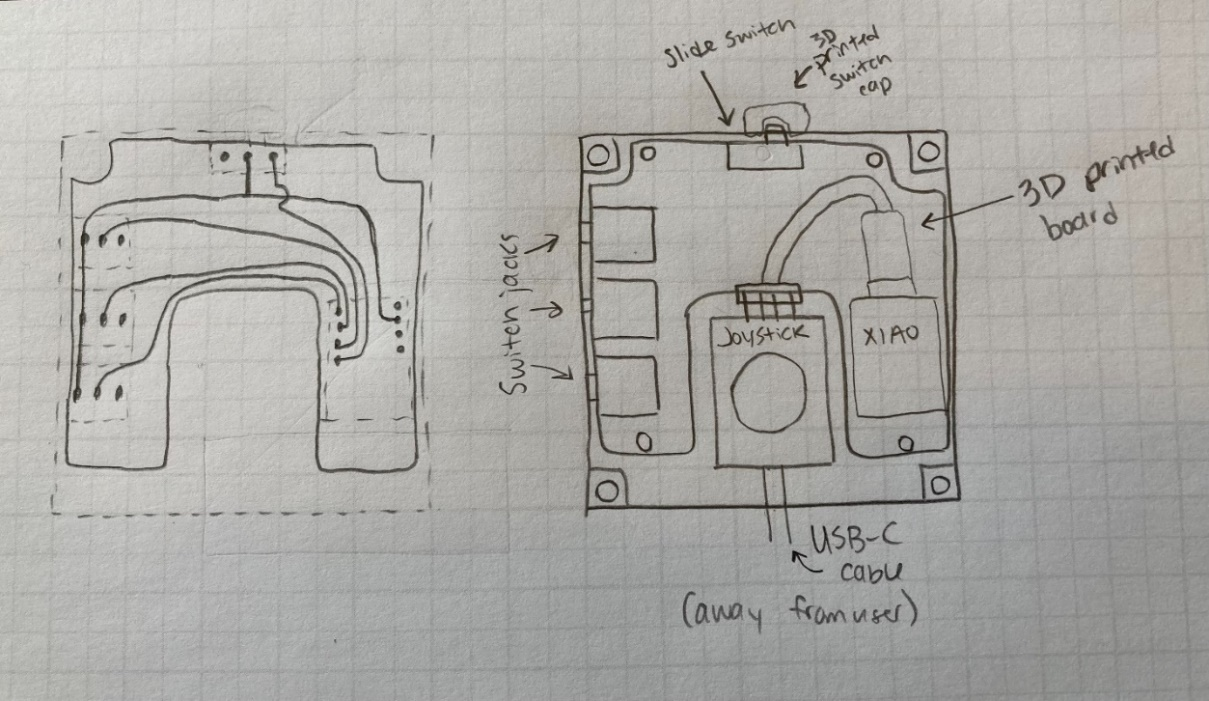 slide switch
3D
printed
switch
cap
3D printed
board
Switch jacks
Joystick
XIAO
USB-C
cable
(away from user)